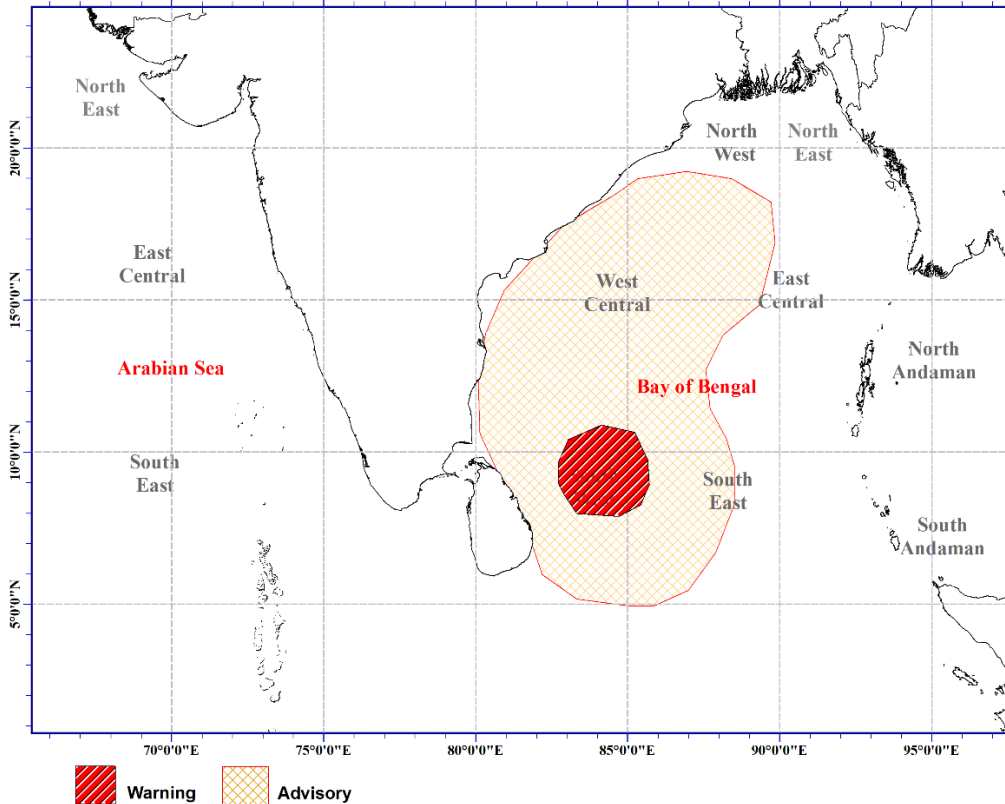 North
East
North
West
North
East
20°0'0"N
East
Central
West
Central
East
Central
15°0'0"N
Arabian Sea
North
Andaman
Bay of Bengal
10°0'0"N
South
East
South
East
South
Andaman
5°0'0"N
70°0'0"E
75°0'0"E
80°0'0"E
85°0'0"E
90°0'0"E
95°0'0"E
Warning
Advisory